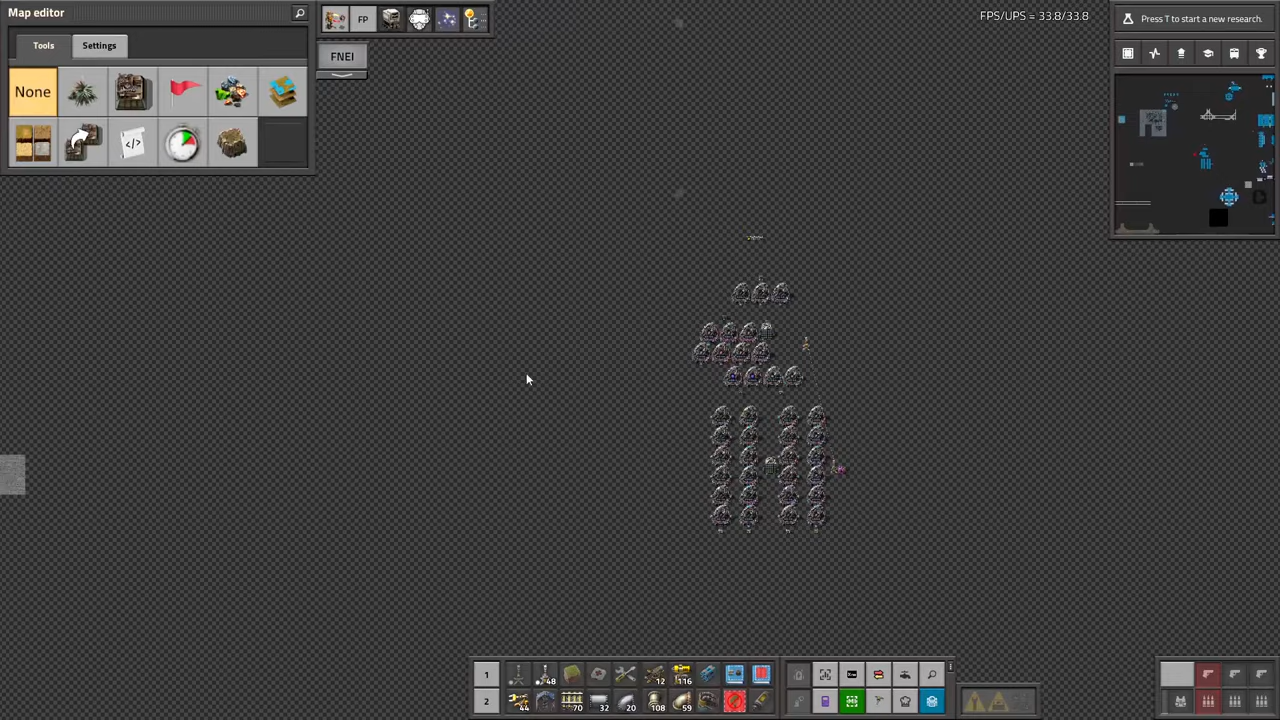 Map editor
FP
FPS/UPS = 33.8/33.8
Press T to start a new research.
Tools
Settings
FNEI
None
</>
1
48
12
116
2
44
70
32
20
108
59